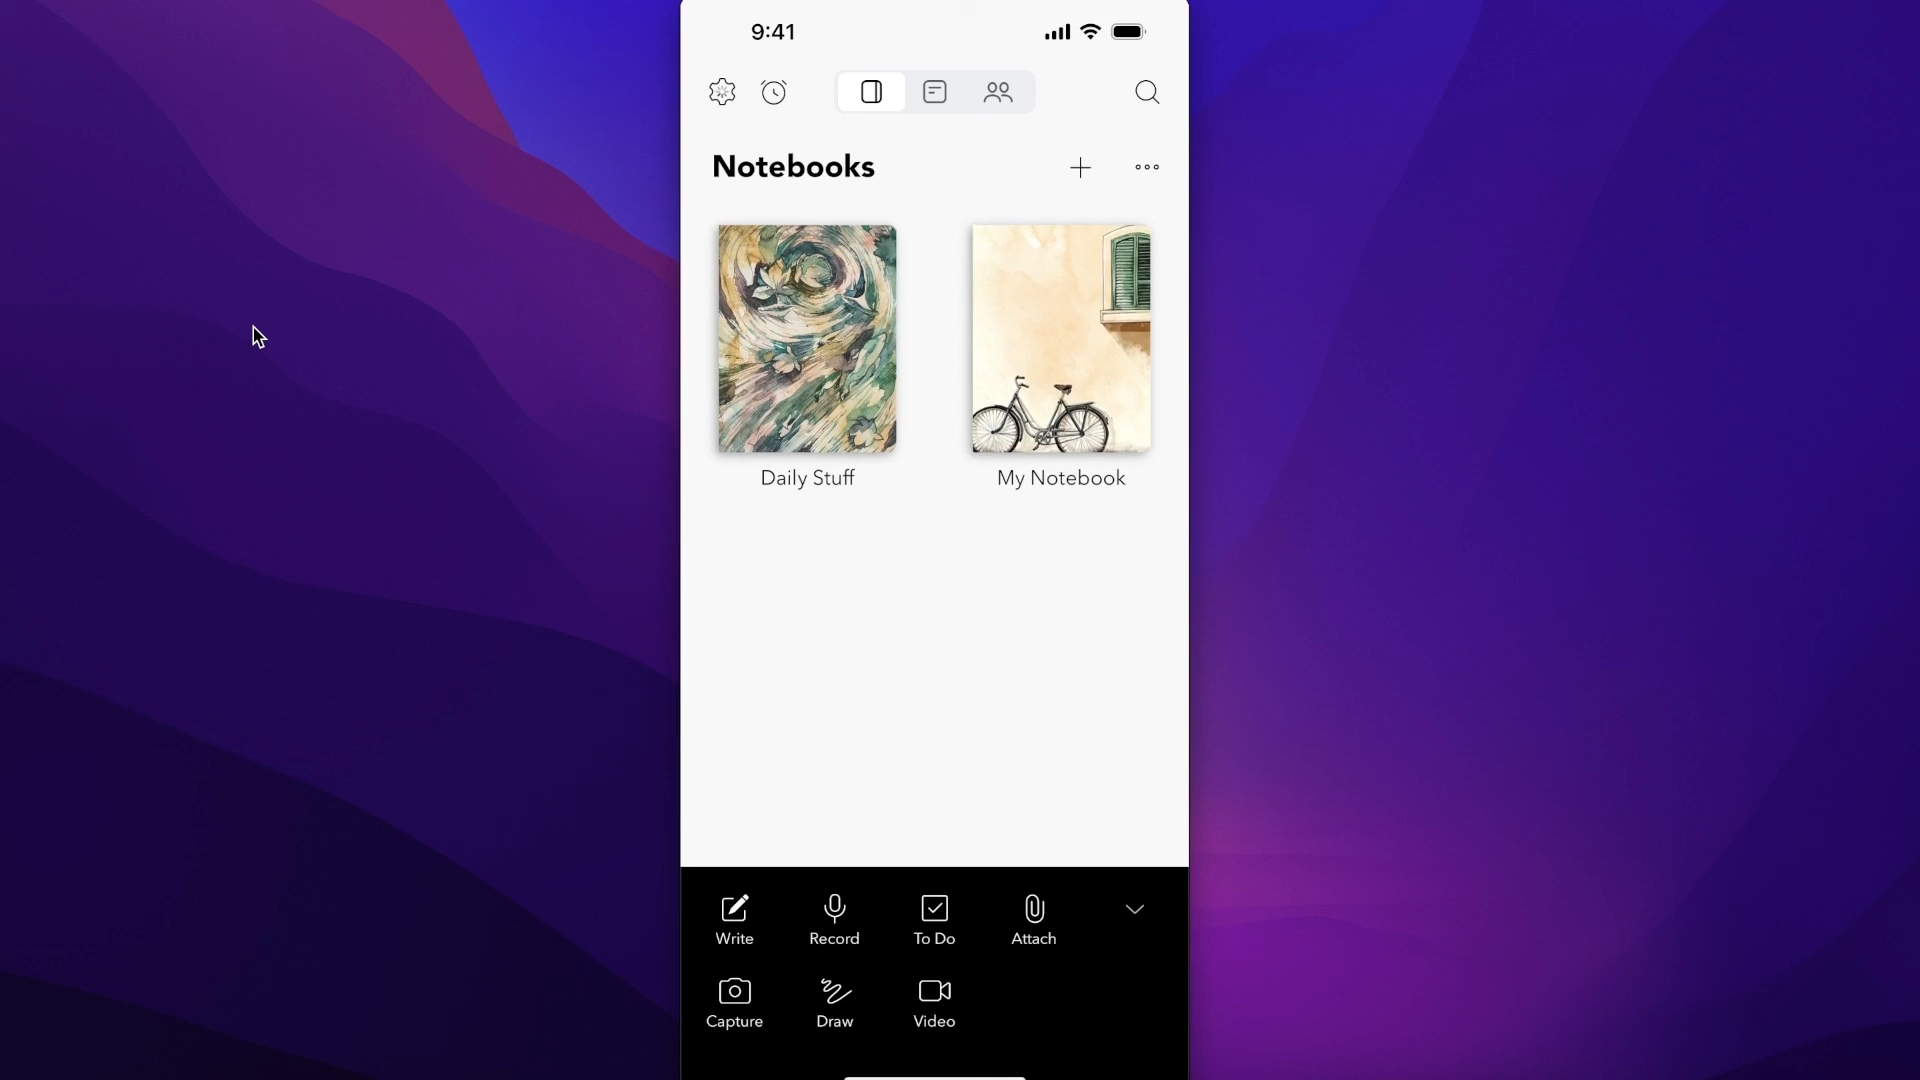 9:41
Notebooks
Daily Stuff
My Notebook
Write
Record
To Do
Attach
Capture
Draw
Video